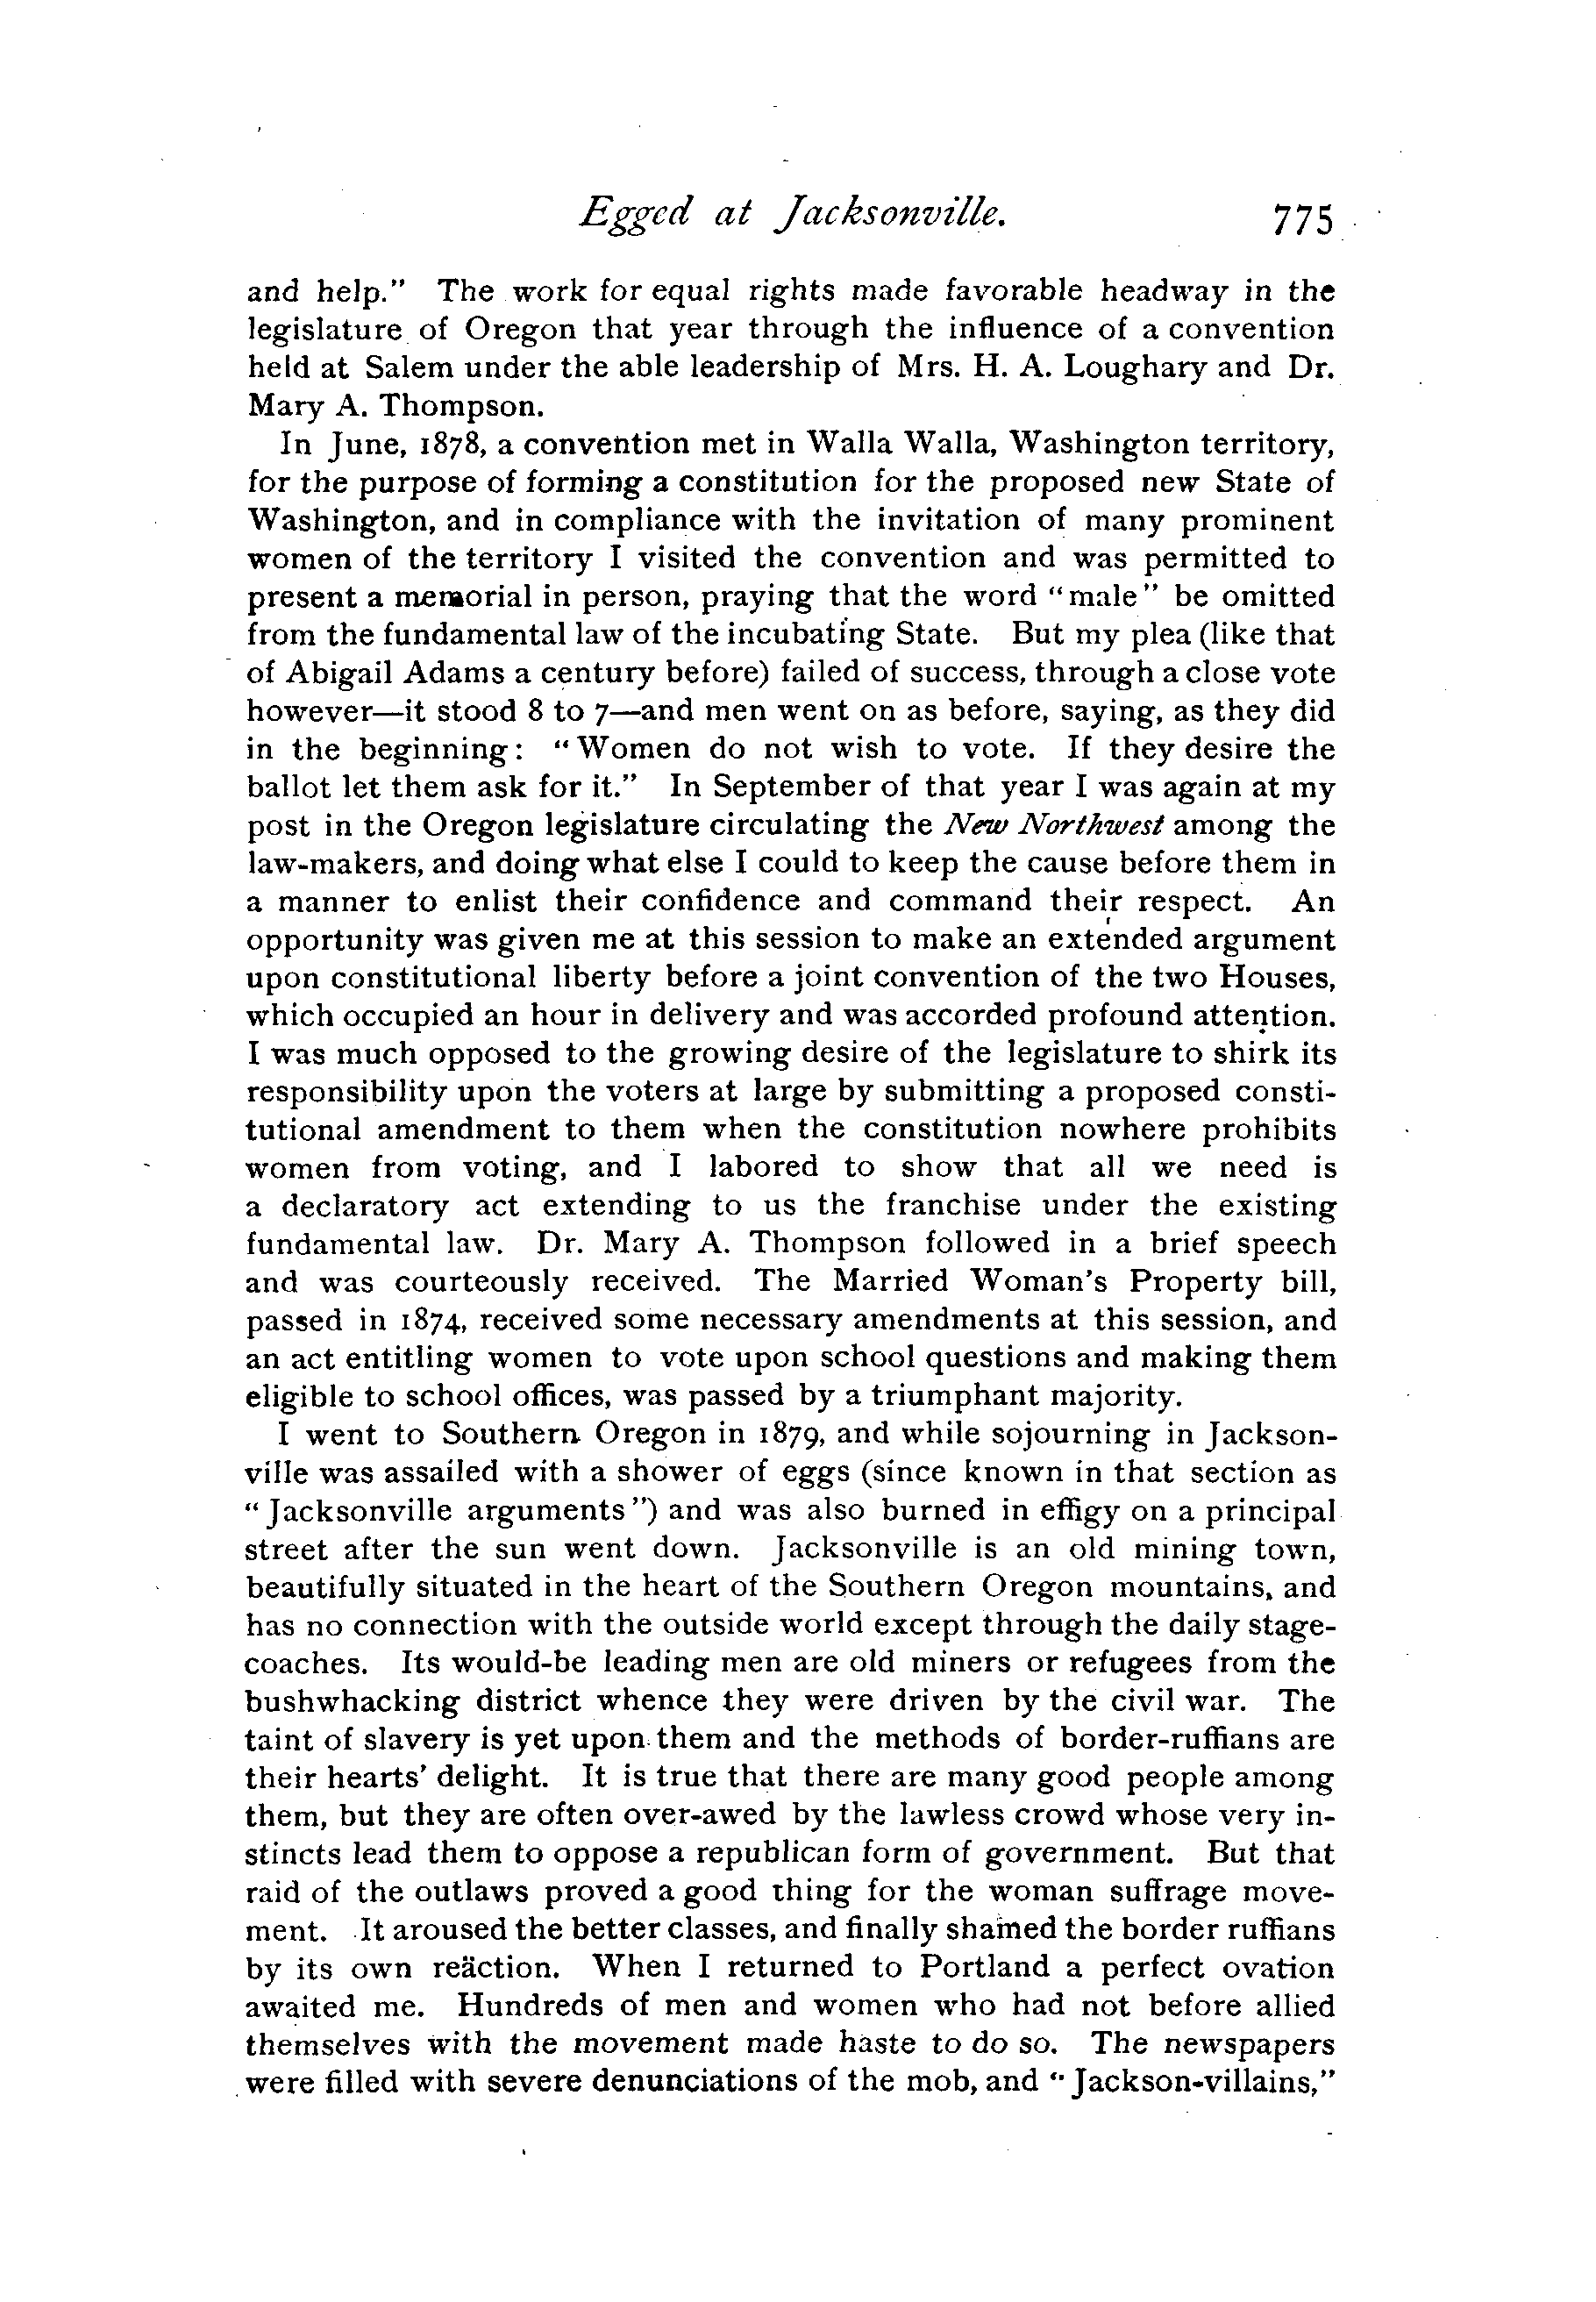 Egged at Jacksonville. 775
and help." The work for equal rights made favorable headway in the
legislature of Oregon that year through the influence of a convention
held at Salem under the able leadership of Mrs. H. A. Loughary and Dr.
Mary A. Thompson.
In June, 1878, a convention met in Walla Walla, Washington territory,
for the purpose of forming a constitution for the proposed new State of
Washington, and in compliance with the invitation of many prominent
women of the territory I visited the convention and was permitted to
present a memorial in person, praying that the word "male" be omitted
from the fundamental law of the incubating State. But my plea (like that
of Abigail Adams a century before) failed of success, through a close vote
however—it stood 8 to 7—and men went on as before, saying, as they did
in the beginning: "Women do not wish to vote. If they desire the
ballot let them ask for it." In September of that year I was again at my
post in the Oregon legislature circulating the New Northwest among the
law-makers, and doing what else I could to keep the cause before them in
a manner to enlist their confidence and command their respect. An
opportunity was given me at this session to make an extended argument
upon constitutional liberty before a joint convention of the two Houses,
which occupied an hour in delivery and was accorded profound attention.
I was much opposed to the growing desire of the legislature to shirk its
responsibility upon the voters at large by submitting a proposed consti-
tutional amendment to them when the constitution nowhere prohibits
women from voting, and I labored to show that all we need is
a declaratory act extending to us the franchise under the existing
fundamental law. Dr. Mary A. Thompson followed in a brief speech
and was courteously received. The Married Woman's Property bill,
passed in 1874, received some necessary amendments at this session, and
an act entitling women to vote upon school questions and making them
eligible to school offices, was passed by a triumphant majority.
I went to Southern Oregon in 1879, and while sojourning in Jackson-
ville was assailed with a shower of eggs (since known in that section as
"Jacksonville arguments") and was also burned in effigy on a principal
street after the sun went down. Jacksonville is an old mining town,
beautifully situated in the heart of the Southern Oregon mountains, and
has no connection with the outside world except through the daily stage-
coaches. Its would-be leading men are old miners or refugees from the
bushwhacking district whence they were driven by the civil war. The
taint of slavery is yet upon them and the methods of border-ruffians are
their hearts' delight. It is true that there are many good people among
them, but they are often over-awed by the lawless crowd whose very in-
stincts lead them to oppose a republican form of government. But that
raid of the outlaws proved a good thing for the woman suffrage move-
ment. It aroused the better classes, and finally shamed the border ruffians
by its own reäction. When I returned to Portland a perfect ovation
awaited me. Hundreds of men and women who had not before allied
themselves with the movement made haste to do so. The newspapers
were filled with severe denunciations of the mob, and "Jackson-villains,"